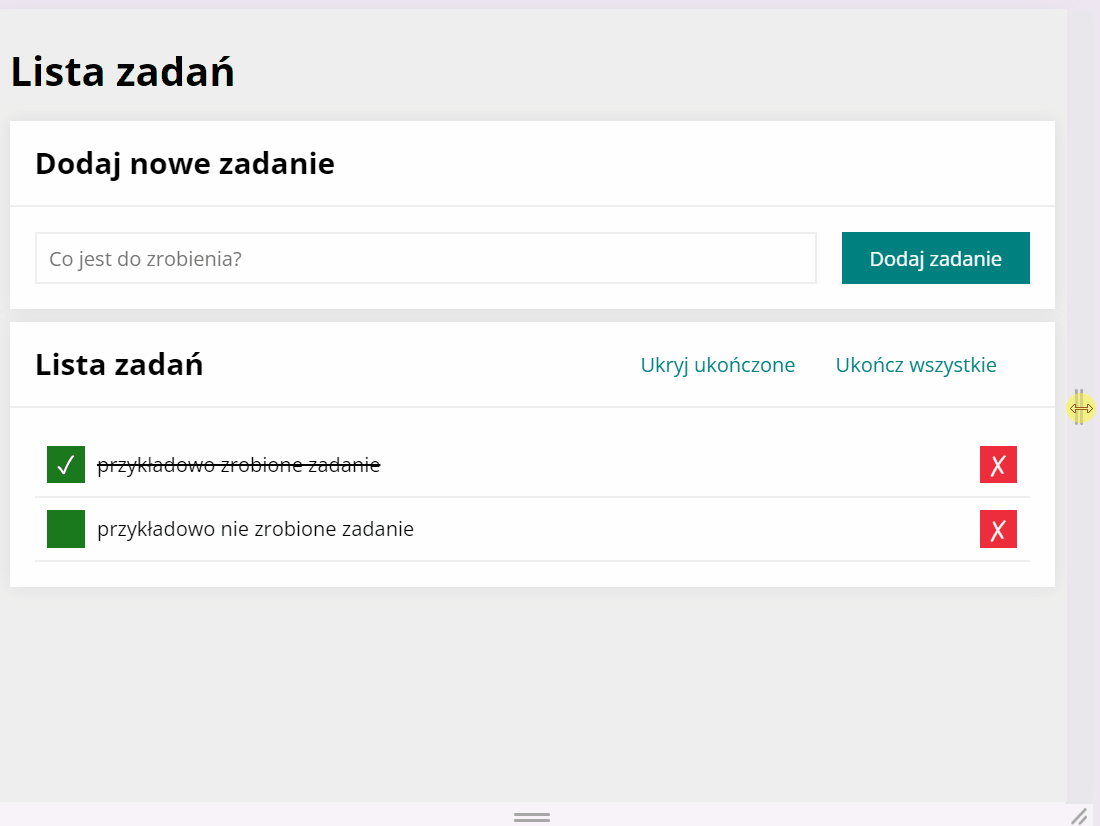 Lista zadań
Dodaj nowe zadanie
Co jest do zrobienia?
Dodaj zadanie
Lista zadań
Ukryj ukończone
Ukończ wszystkie
✓ przykładowo zrobione zadanie ✗
przykładowo nie zrobione zadanie ✗